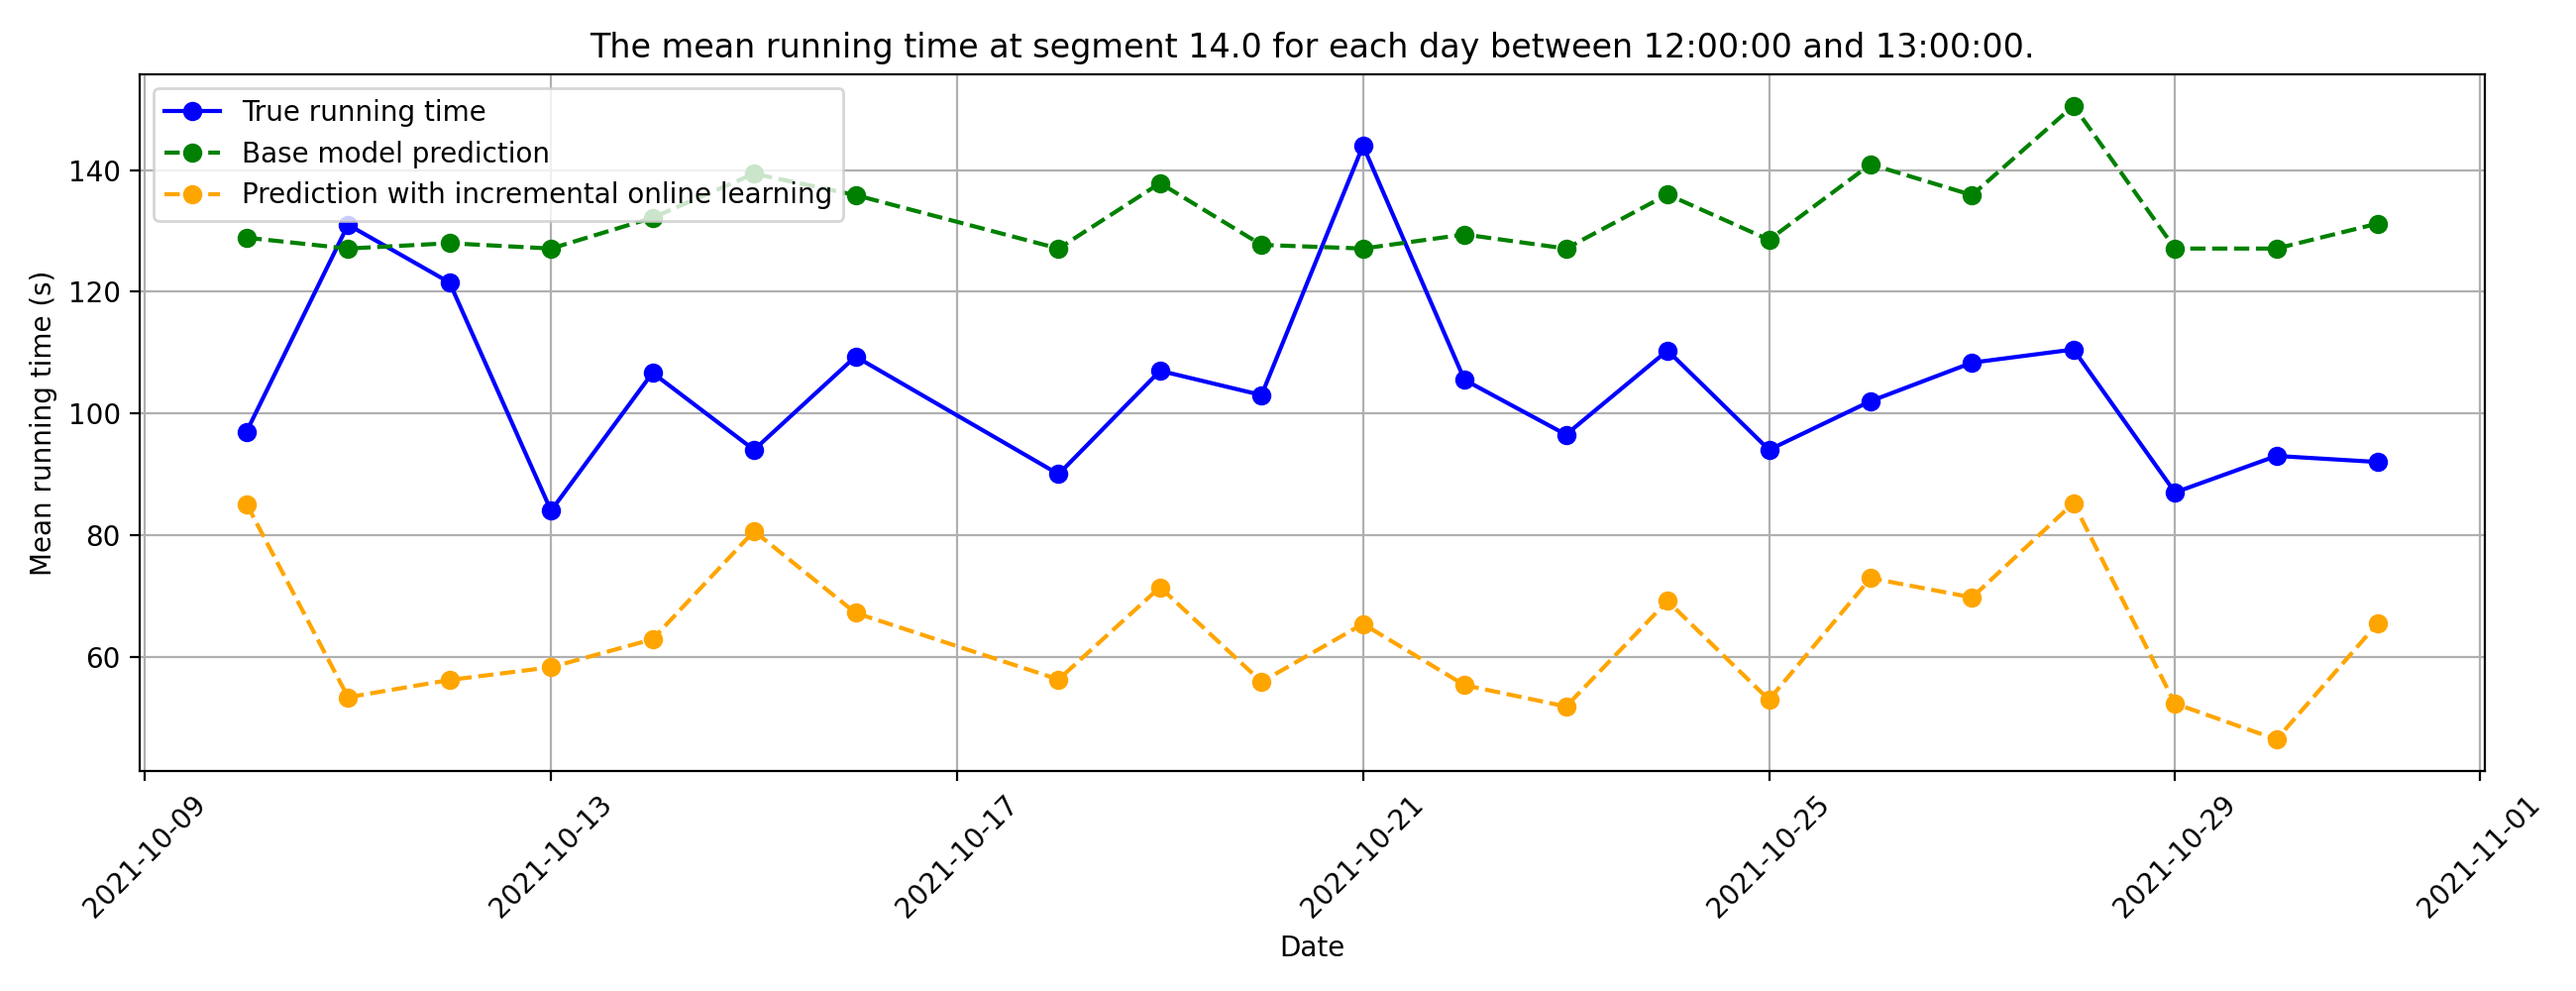 The mean running time at segment 14.0 for each day between 12:00:00 and 13:00:00.
True running time
Base model prediction
Prediction with incremental online learning
Mean running time (s)
140
120
100
80
60
2021-10-09
2021-10-13
2021-10-17
2021-10-21
2021-10-25
2021-10-29
2021-11-01
Date